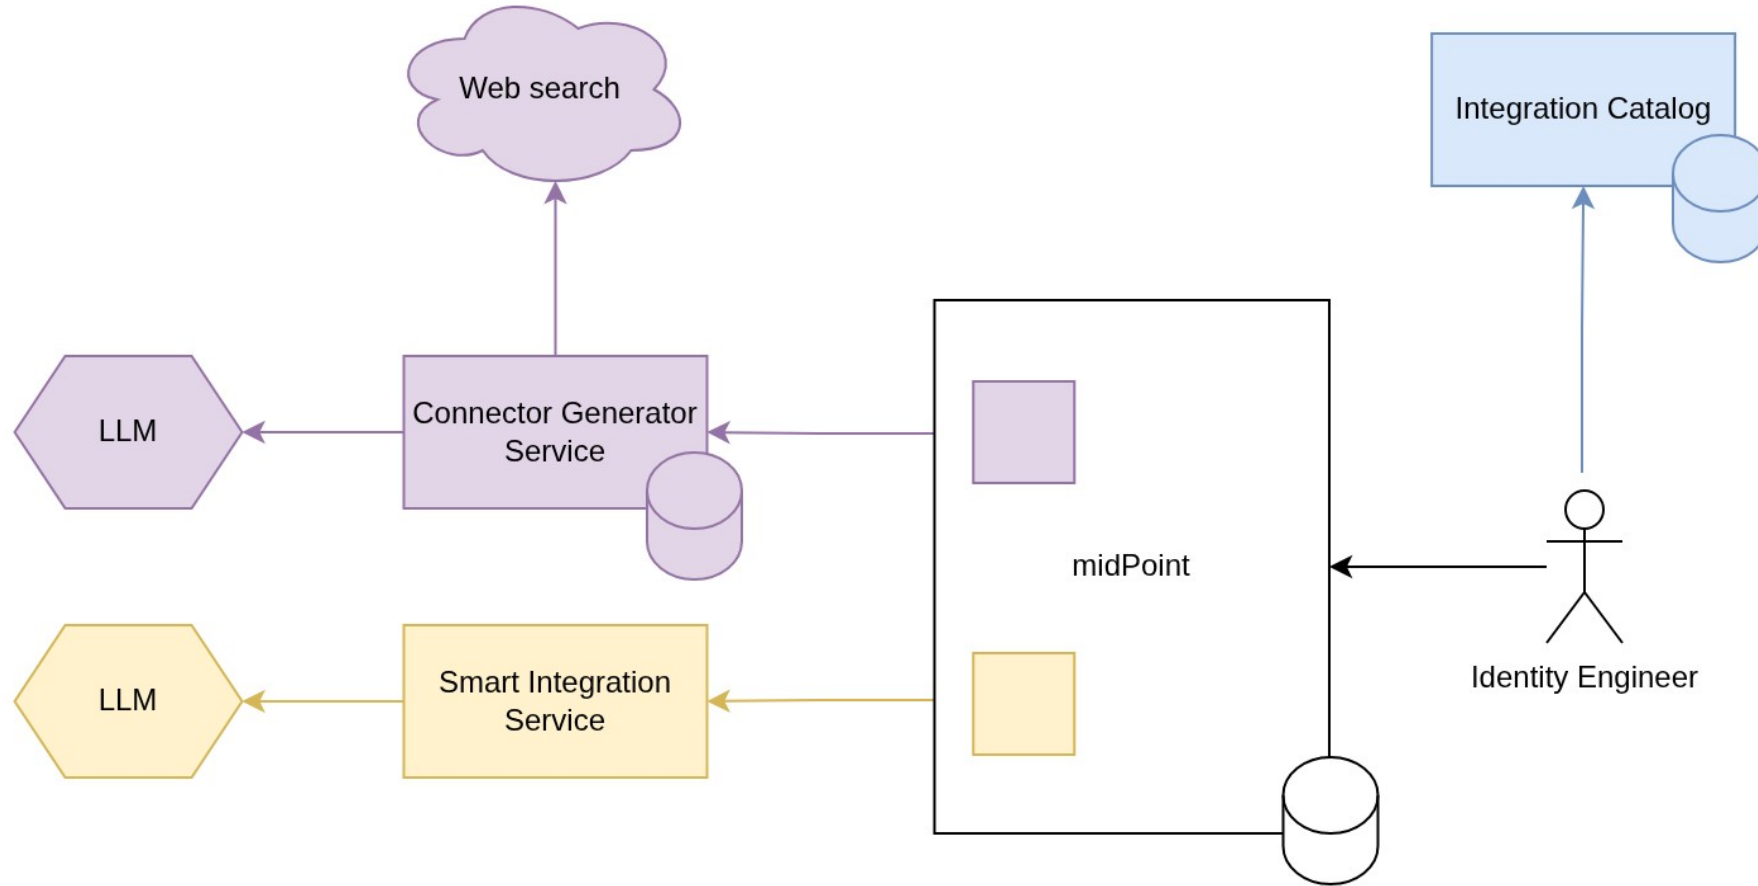 Web search
Integration Catalog
LLM
Connector Generator
Service
midPoint
LLM
Smart Integration
Service
Identity Engineer